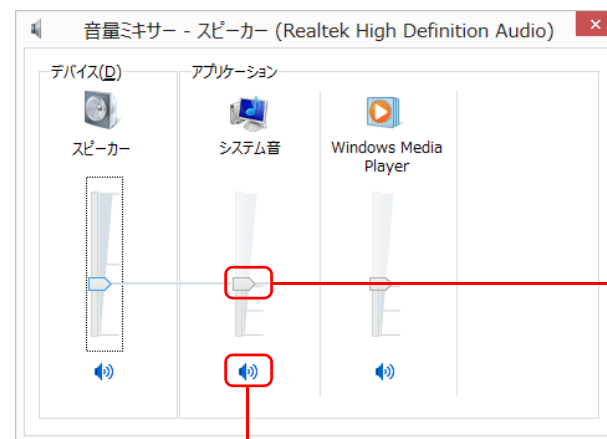 音量ミキサー - スピーカー (Realtek High Definition Audio)
デバイス(D)
アプリケーション
スピーカー
システム音
Windows Media
Player